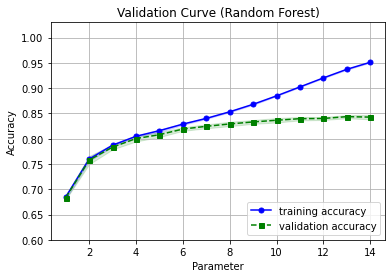 Validation Curve (Random Forest)
1.00
0.95
0.90
0.85
0.80
0.75
0.70
0.65
0.60
Accuracy
2 4 6 8 10 12 14
Parameter
training accuracy
validation accuracy